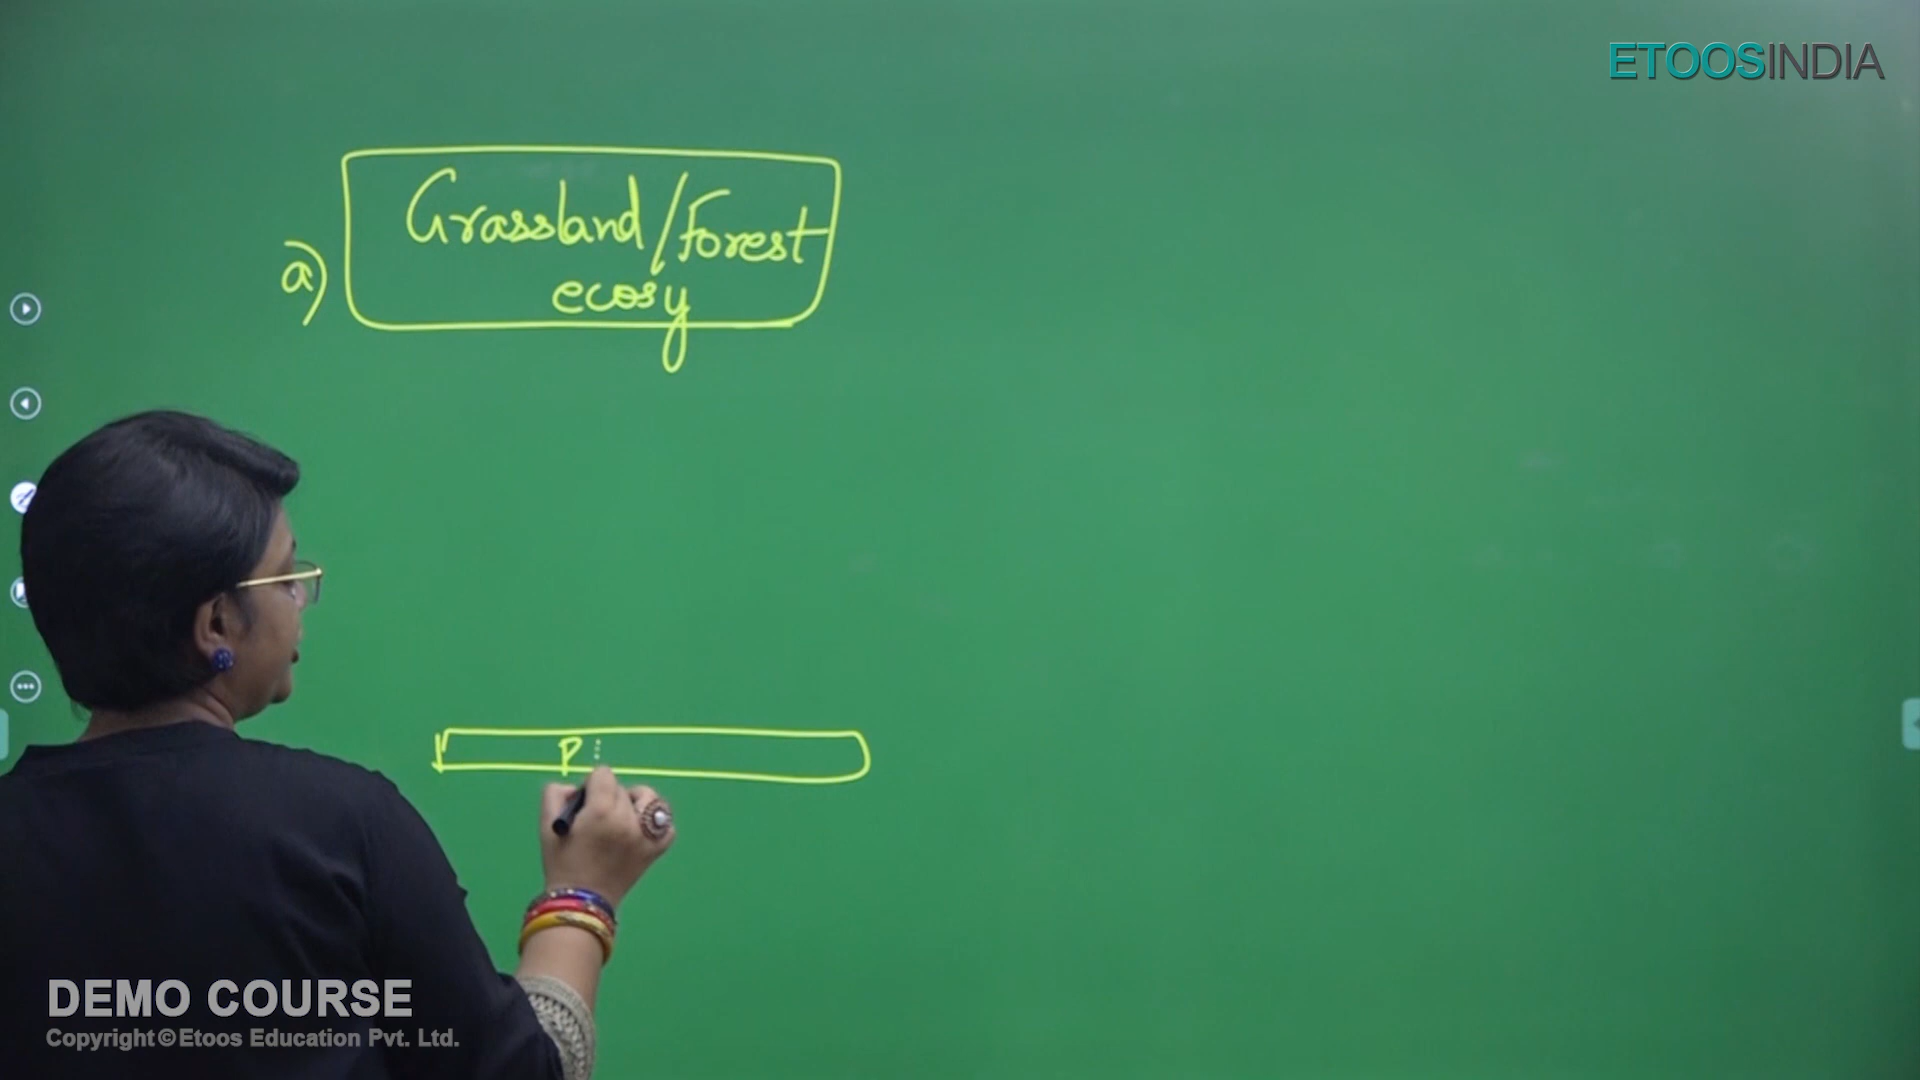 ETOOSINDIA
a) Grassland/Forest
ecosy
P
DEMO COURSE
Copyright©Etoos Education Pvt. Ltd.